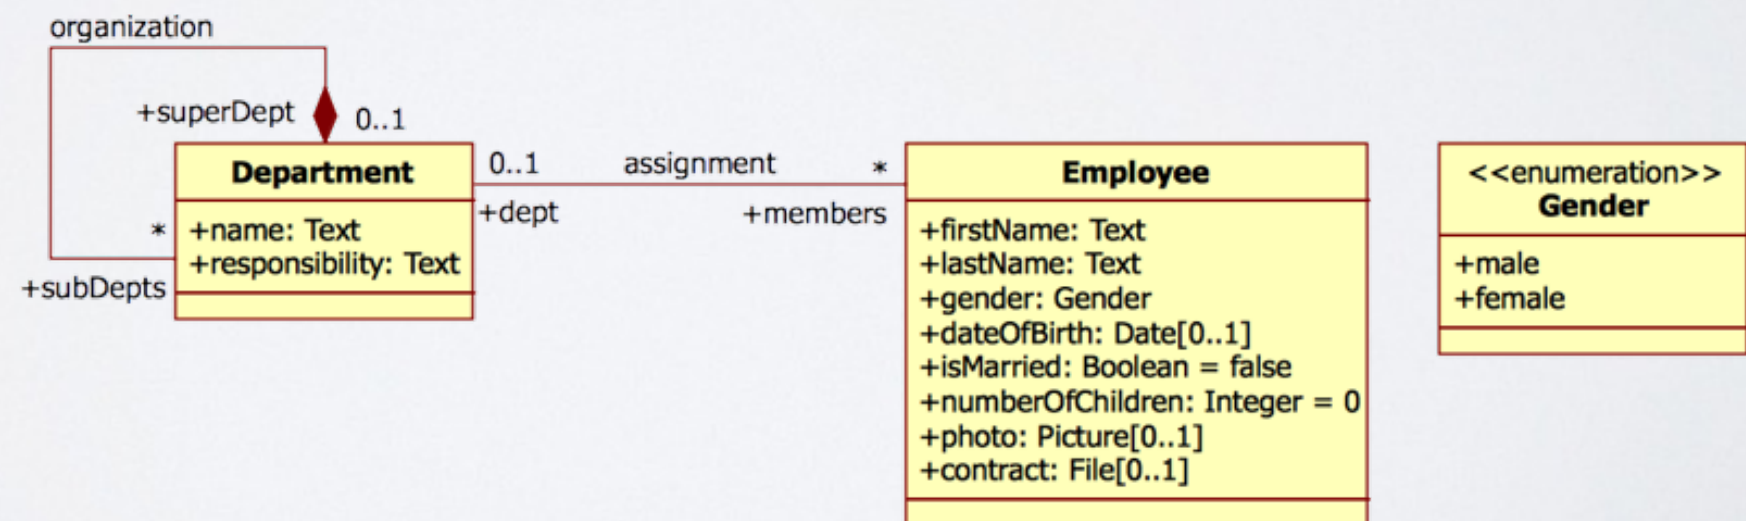 organization
+superDept
0..1
Department
+name: Text
+responsibility: Text
*
+subDepts
0..1
assignment
*
+dept
+members
Employee
+firstName: Text
+lastName: Text
+gender: Gender
+dateOfBirth: Date[0..1]
+isMarried: Boolean = false
+numberOfChildren: Integer = 0
+photo: Picture[0..1]
+contract: File[0..1]
<<enumeration>>
Gender
+male
+female